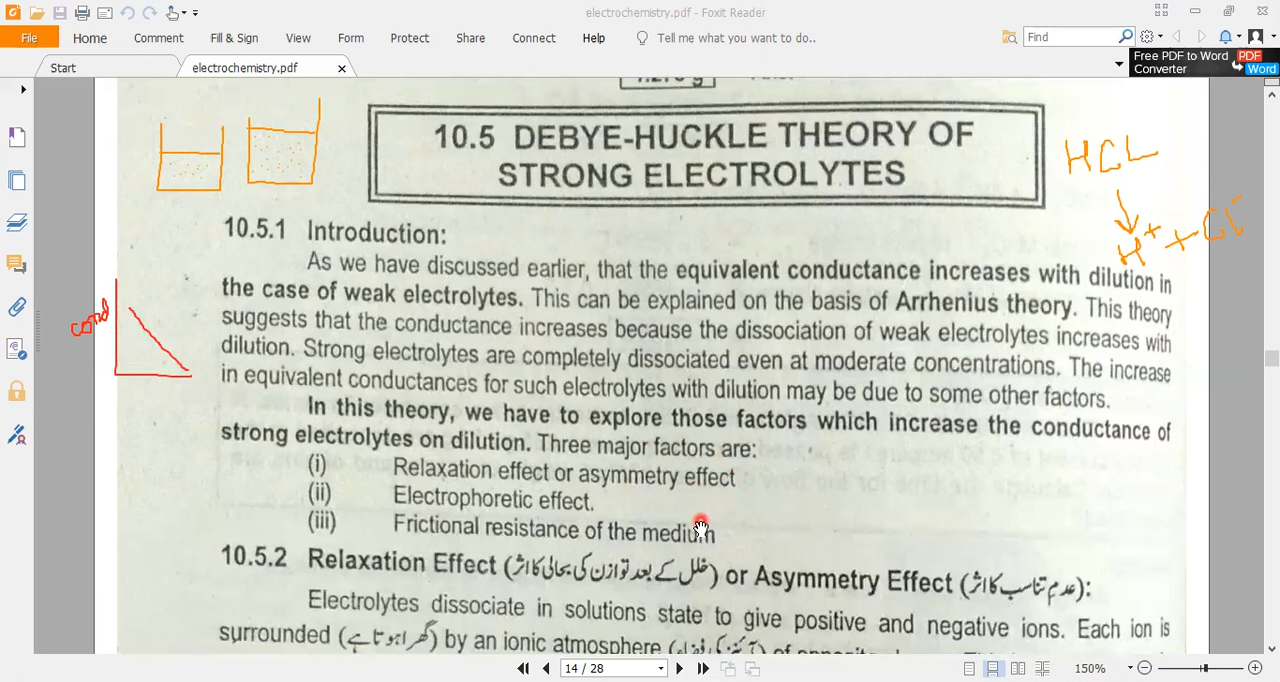 electrochemistry.pdf - Foxit Reader
File Home Comment Fill & Sign View Form Protect Share Connect Help Tell me what you want to do.. Find
Start electrochemistry.pdf
Free PDF to Word
Converter
PDF
Word
10.5 DEBYE-HUCKLE THEORY OF
STRONG ELECTROLYTES
HCL
H+ + Cl
cond
10.5.1 Introduction:
As we have discussed earlier, that the equivalent conductance increases with dilution in
the case of weak electrolytes. This can be explained on the basis of Arrhenius theory. This theory
suggests that the conductance increases because the dissociation of weak electrolytes increases with
dilution. Strong electrolytes are completely dissociated even at moderate concentrations. The increase
in equivalent conductances for such electrolytes with dilution may be due to some other factors.
In this theory, we have to explore those factors which increase the conductance of
strong electrolytes on dilution. Three major factors are:
(i) Relaxation effect or asymmetry effect
(ii) Electrophoretic effect.
(iii) Frictional resistance of the medium
10.5.2 Relaxation Effect (خلل کے بعد توازن کی بحالی کا اثر) or Asymmetry Effect (عدم تناسب کا اثر):
Electrolytes dissociate in solutions state to give positive and negative ions. Each ion is
surrounded (گھرا ہوتا ہے) by an ionic atmosphere
14 / 28
150%